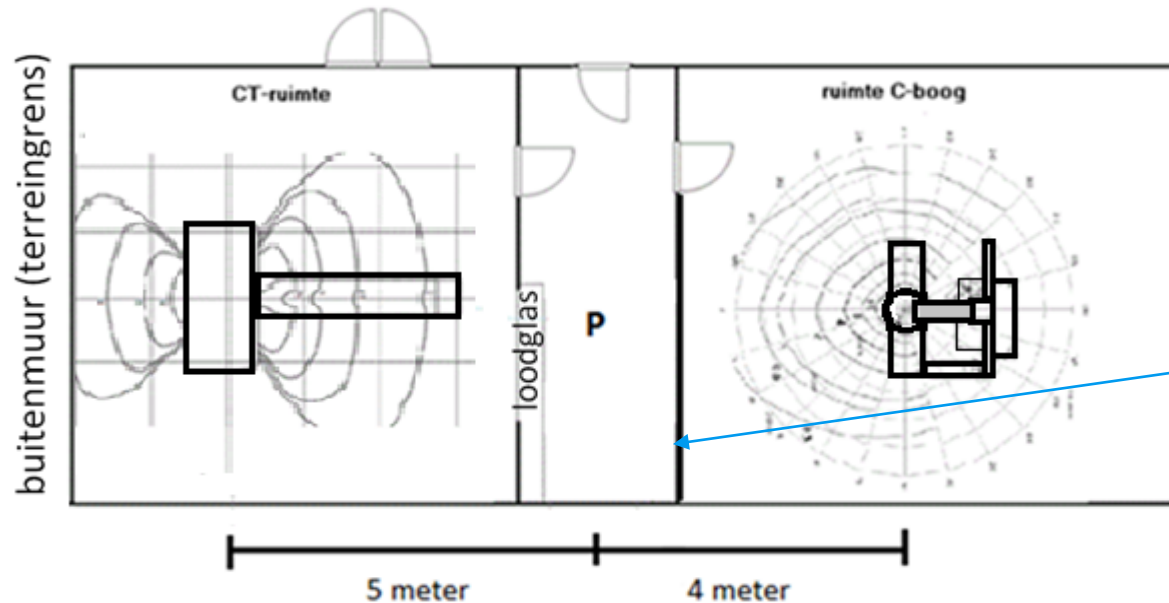 buitenmuur (terreingrens)
CT-ruimte
ruimte C-boog
loodglas
P
5 meter
4 meter